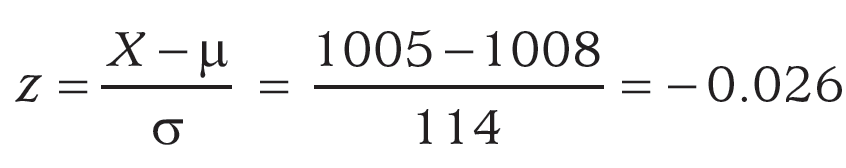 z = (X – μ) / σ = (1005 – 1008) / 114 = – 0.026